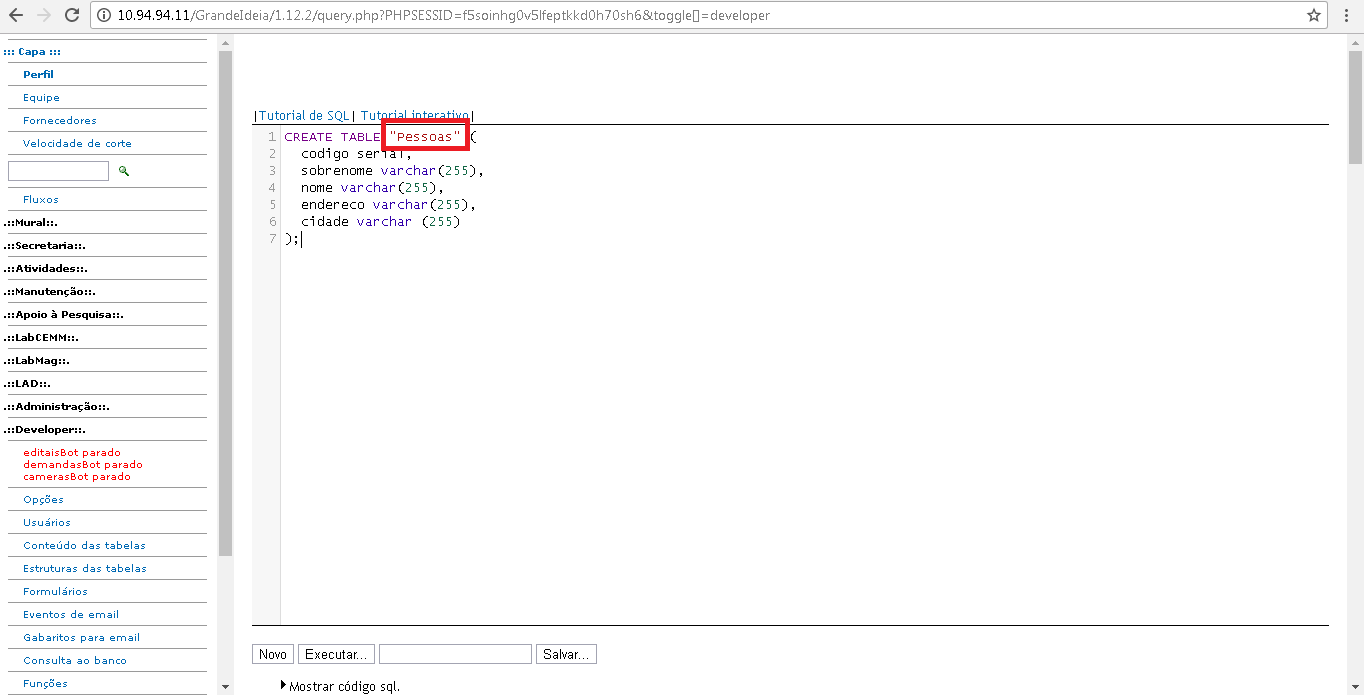 10.94.94.11/GrandeIdeia/1.12.2/query.php?PHPSESSID=f5soinhg0v5lfeptkkd0h70sh6&toggle[]=developer
::: Capa :::
Perfil
Equipe
Fornecedores
Velocidade de corte
Fluxos
.::Mural::.
.::Secretaria::.
.::Atividades::.
.::Manutenção::.
.::Apoio à Pesquisa::.
.::LabCEMM::.
.::LabMag::.
.::LAD::.
.::Administração::.
.::Developer::.
editaisBot parado
demandasBot parado
camerasBot parado
Opções
Usuários
Conteúdo das tabelas
Estruturas das tabelas
Formulários
Eventos de email
Gabaritos para email
Consulta ao banco
Funções
|Tutorial de SQL| Tutorial interativo|
1 CREATE TABLE "Pessoas" (
2 codigo serial,
3 sobrenome varchar(255),
4 nome varchar(255),
5 endereco varchar(255),
6 cidade varchar (255)
7 );
Novo Executar... Salvar...
Mostrar código sql.